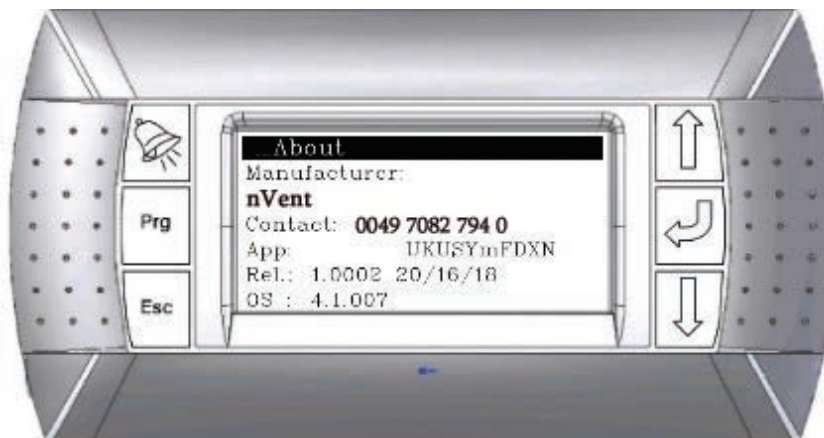 About
Manufacturer:
nVent
Contact: 0049 7082 794 0
App: UKUSYmFDXN
Rel.: 1.0002 20/16/18
OS : 4.1.007
Prg
Esc